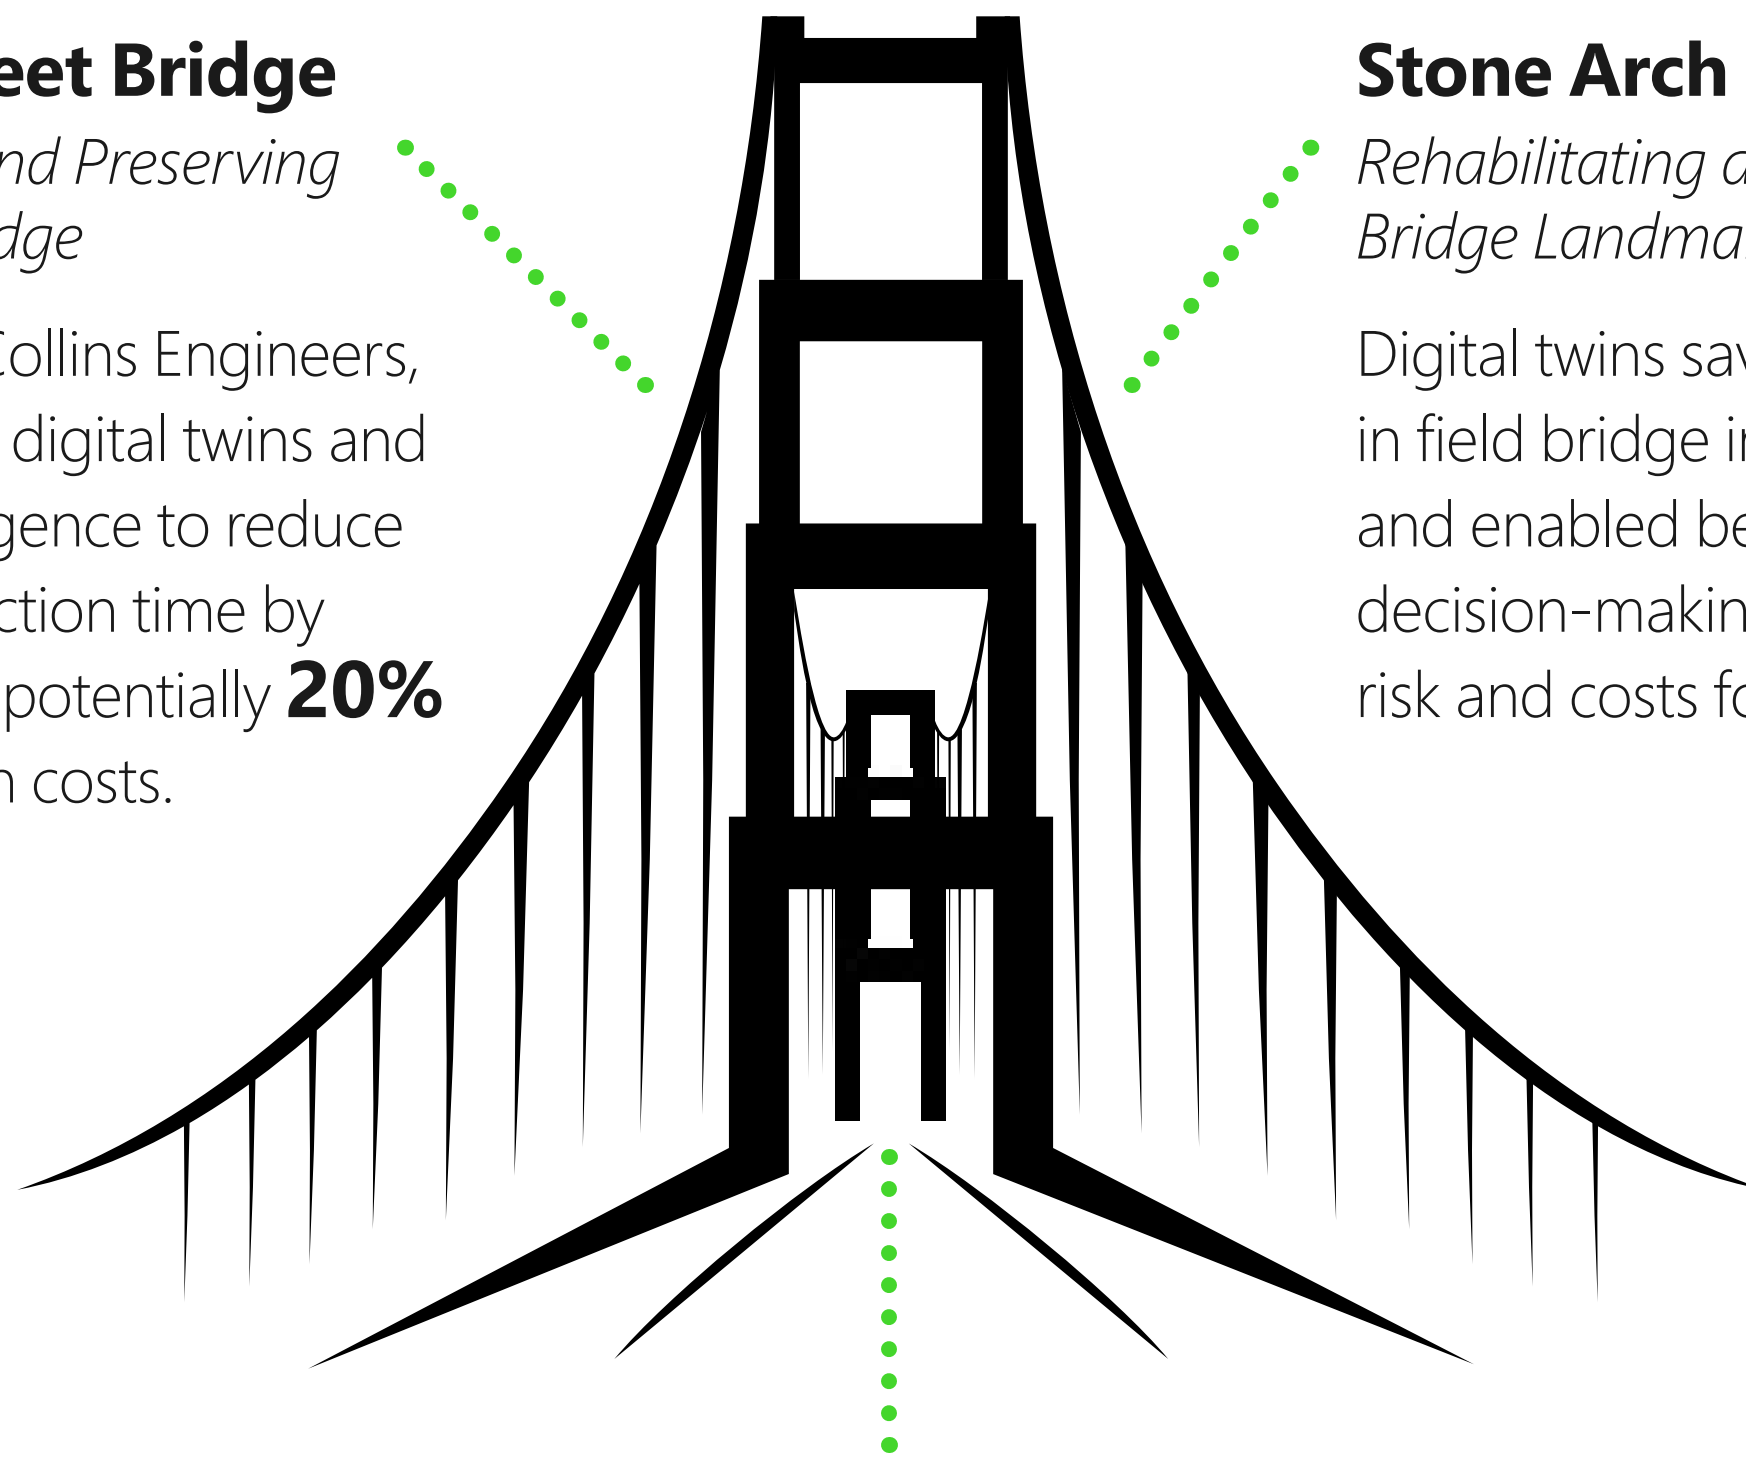 eet Bridge
nd Preserving
dge
Collins Engineers,
digital twins and
gence to reduce
ction time by
potentially 20%
n costs.
Stone Arch
Rehabilitating a
Bridge Landma
Digital twins sav
in field bridge in
and enabled be
decision-makin
risk and costs fo